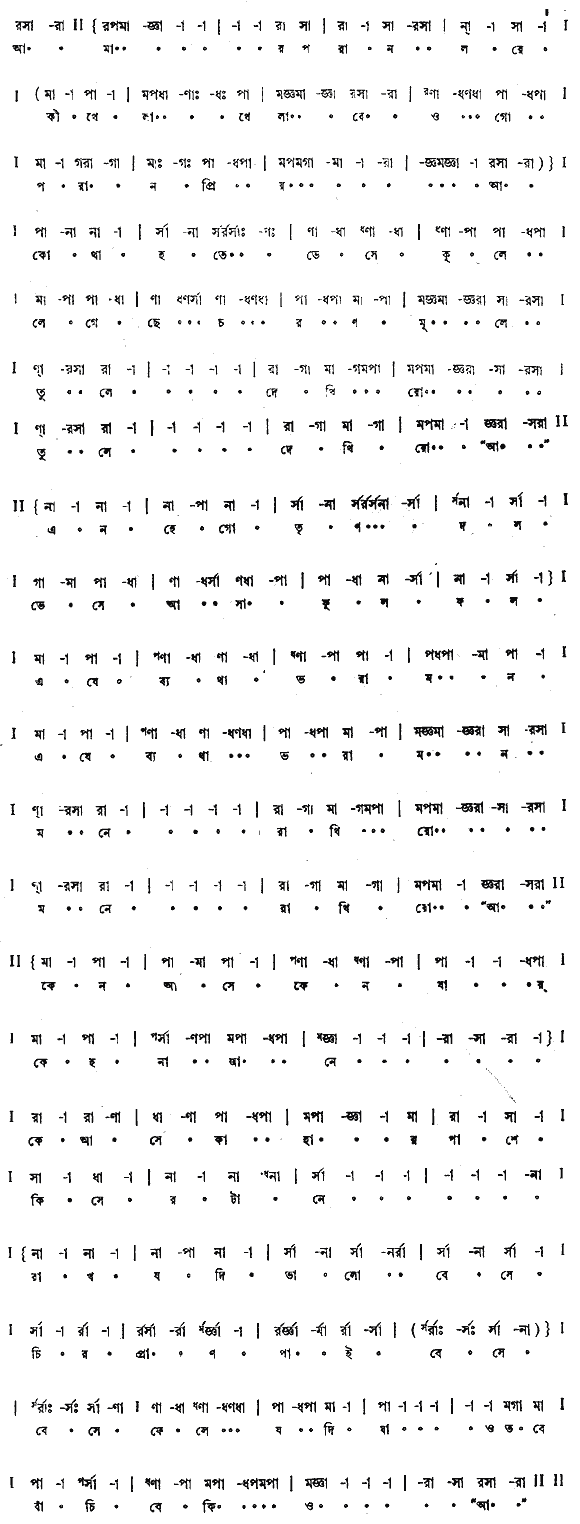 রসা -রা II {রপমা -জ্ঞা -া -া | -া -া রা সা | রা -া সা -রসা | ন্‌া -া সা -া I
আ॰ ॰ মা॰॰ ॰ ॰ ॰ ॰ ॰ র প রা ॰ ন ॰॰ ল ॰ য়ে ॰
I (মা -া পা -া | মপধা -ণাঃ -ধঃ পা | মজ্ঞমা -জ্ঞা রসা -রা | -ধণধা পা -ধপা I
কী ॰ খে ॰ লা॰॰ ॰ ॰ খে লা॰॰ ॰ বে॰ ॰ ও ॰॰॰ গো ॰॰
I মা -া গরা -গা | মাঃ -গঃ পা -ধপা | মপমগা -মা -া -রা | -জ্ঞমজ্ঞা -া রসা -রা)} I
প ॰ রা॰ ॰ ন ॰ প্রি ॰॰ য়॰॰॰ ॰ ॰ ॰ ॰॰॰ ॰ আ॰ ॰
I পা -না না -া | র্সা -না | ণা -ধা ধণা -ধা | ধণা -পা পা -ধপা I
কো ॰ থা ॰ হ ॰ তে॰॰ ॰ ভে ॰ সে ॰ কূ ॰ লে ॰॰
I মা -পা পা -ধা | ণা ধণর্সা ণা -ধণধা | পা -ধপা মা -পা | মজ্ঞমা -জ্ঞরা সা -রসা I
লে ॰ গে ॰ ছে ॰॰॰ চ ॰॰॰ র ॰॰ ণ ॰ মূ॰॰ ॰॰ লে ॰॰
I ণ্‌া -রসা রা -া | -া -া -া -া | রা -গা মা -গমপা | মপমা -জ্ঞরা -সা -রসা I
তু ॰॰ লে ॰ ॰ ॰ ॰ ॰ দে ॰ খি ॰॰॰ য়ো॰॰ ॰॰ ॰ ॰॰
I ণ্‌া -রসা রা -া | -া -া -া -া | রা -গা মা -গা | মপমা -া জ্ঞরা -সরা II
তু ॰॰ লে ॰ ॰ ॰ ॰ ॰ দে ॰ খি ॰ য়ো॰॰ ॰ "আ॰ ॰॰"
II {না -া না -া | না -পা না -া | র্সা -না র্সর্রর্সনা -র্সা | র্সনা -া র্সা -া I
এ ॰ ন ॰ হে ॰ গো ॰ তৃ ॰ ণ॰॰॰ ॰ দ ॰ ল ॰
I গা -মা পা -ধা | ণা -ধর্সা ণধা -পা | পা -ধা না -র্সা | না -া র্সা -া} I
ভে ॰ সে ॰ আ ॰॰ সা॰ ॰ ফু ॰ ল ॰ ফ ॰ ল ॰
I মা -া পা -া | পণা -ধা ণা -ধা | ধণা -পা পা -া | পধপা -মা পা -া I
এ ॰ যে ॰ ব্য ॰ থা ॰ ভ ॰ রা ॰ ম॰॰ ॰ ন ॰
I মা -া পা -া | পণা -ধা ণা -ধণধা | পা -ধপা মা -পা | মজ্ঞমা -জ্ঞরা সা -রসা I
এ ॰ যে ॰ ব্য ॰ থা ॰॰॰ ভ ॰॰ রা ॰ ম॰॰ ॰॰ ন ॰॰
I ণ্‌া -রসা রা -া | -া -া -া -া | রা -গা মা -গমপা | মপমা -জ্ঞরা -সা -রসা I
ম ॰॰ নে ॰ ॰ ॰ ॰ ॰ রা ॰ খি ॰॰॰ য়ো॰॰ ॰॰ ॰ ॰॰
I ণ্‌া -রসা রা -া | -া -া -া -া | রা -গা মা -গা | মপমা -া জ্ঞরা -সরা II
ম ॰॰ নে ॰ ॰ ॰ ॰ ॰ রা ॰ খি ॰ য়ো॰॰ ॰ "আ॰ ॰॰"
II {মা -া পা -া | পা -মা পা -া | পণা -ধা ধণা -পা | পা -া -া -ধপা I
কে ॰ ন ॰ আ ॰ সে ॰ কে ॰ ন ॰ যা ॰ ॰ ॰য়্
I মা -া পা -া | পর্সা -ণপা মপা -ধপা | মজ্ঞা -া -া -া | -রা -সা -রা -া} I
কে ॰ হ ॰ না ॰॰ জা॰ ॰॰ নে ॰ ॰ ॰ ॰ ॰ ॰ ॰
I রা -া রা -ণা | ধা -ণা পা -ধপা | মপা -জ্ঞা -া মা | রা -া সা -া I
কে ॰ আ ॰ সে ॰ কা ॰॰ হা॰ ॰ ॰ র পা ॰ শে ॰
I সা -া ধা -া | না -া না ধনা | র্সা -া -া -া | -া -া -া -না I
কি ॰ সে ॰ র ॰ টা ॰ নে ॰ ॰ ॰ ॰ ॰ ॰ ॰
I {না -া না -া | না -পা না -া | র্সা -না র্সা -নর্রা | র্সা -না র্সা -া I
রা ॰ খ ॰ য ॰ দি ॰ ভা ॰ লো ॰॰ বে ॰ সে ॰
I র্সা -া র্রা -া | র্রর্সা -র্রা র্জ্ঞা -া | র্রর্জ্ঞা -র্মা র্রা -র্সা | (র্সর্রাঃ -র্সঃ র্সা -না)} I
চি ॰ র ॰ প্রা॰ ॰ ণ ॰ পা॰ ॰ ই ॰ বে ॰ সে ॰
| র্সর্রাঃ -র্সঃ র্সা -ণা I ণা -ধা ধণা -ধণধা | পা -ধপা মা -া | পা -া -া -া | -া -া মগা মা I
বে ॰ সে ॰ ফে ॰ লে ॰॰॰ য ॰॰ দি ॰ যা ॰ ॰ ॰ ॰ ও ত॰ বে
I পা -া পর্সা -া | ধণা -পা মপা -ধপমপা | মজ্ঞা -া -া -া | -রা -সা রসা -রা II II
বাঁ ॰ চি ॰ বে ॰ কি॰ ॰॰॰॰ ও ॰ ॰ ॰ ॰ ॰ "আ॰ ॰"